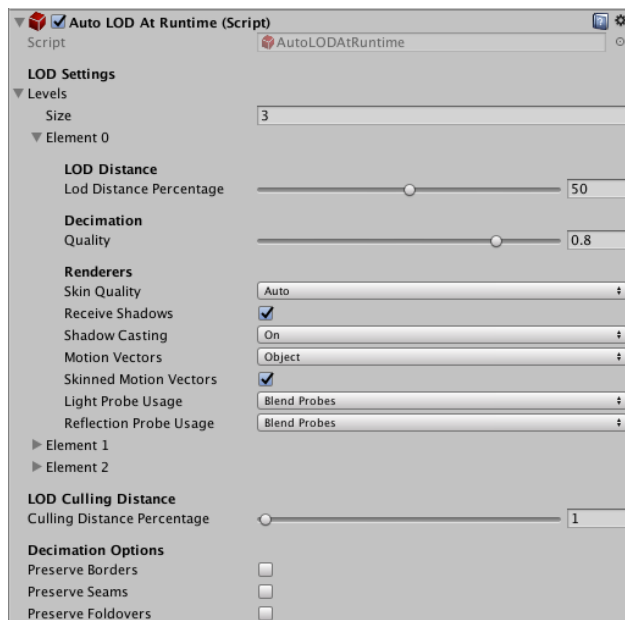 Auto LOD At Runtime (Script)
Script AutoLODAtRuntime
LOD Settings
Levels
Size 3
Element 0
LOD Distance
Lod Distance Percentage 50
Decimation
Quality 0.8
Renderers
Skin Quality Auto
Receive Shadows
Shadow Casting On
Motion Vectors Object
Skinned Motion Vectors
Light Probe Usage Blend Probes
Reflection Probe Usage Blend Probes
Element 1
Element 2
LOD Culling Distance
Culling Distance Percentage 1
Decimation Options
Preserve Borders
Preserve Seams
Preserve Foldovers